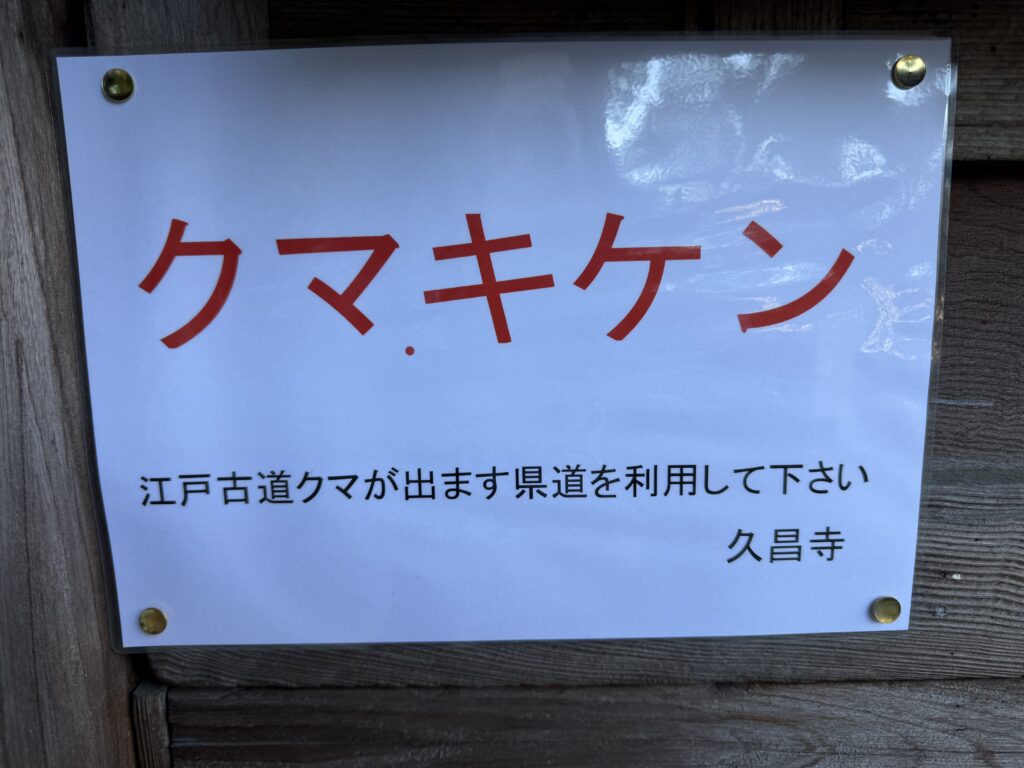 クマキケン
江戸古道クマが出ます県道を利用して下さい
久昌寺